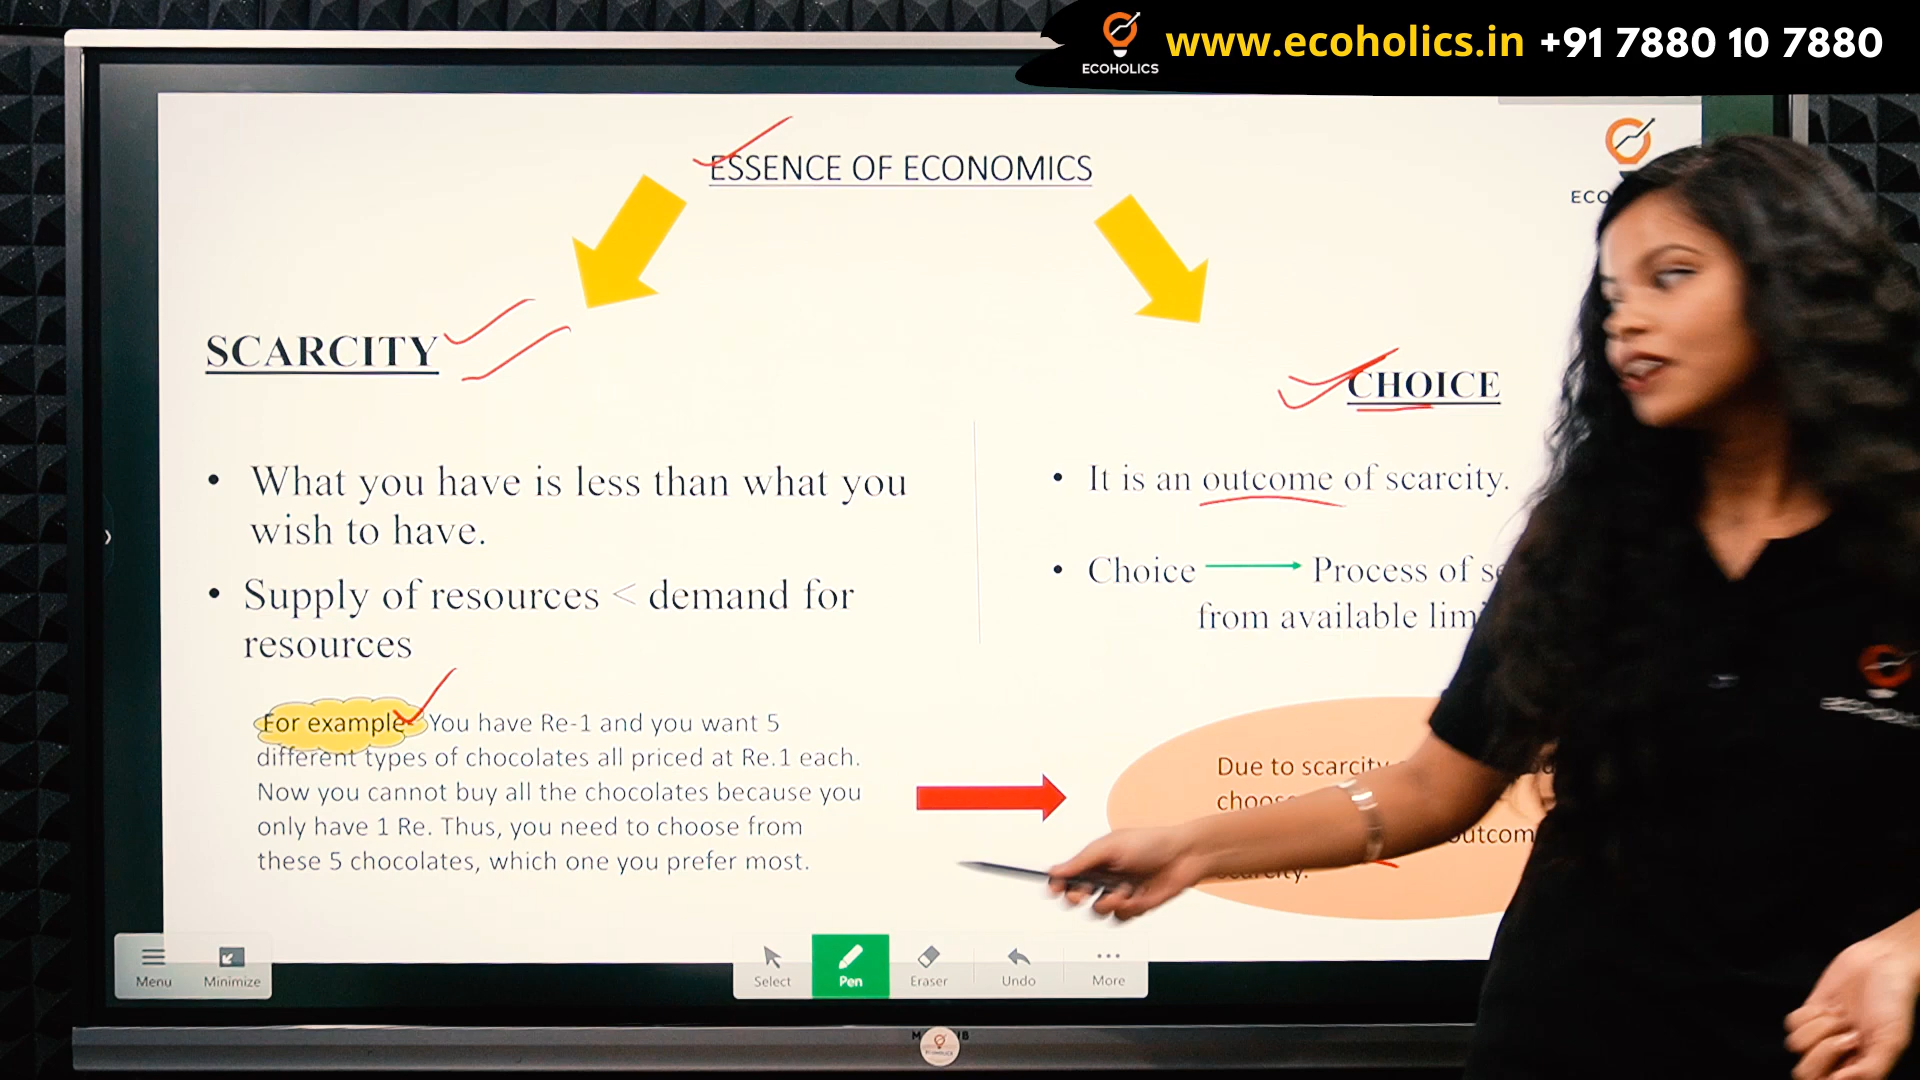 www.ecoholics.in +91 7880 10 7880
ECOHOLICS
ESSENCE OF ECONOMICS
SCARCITY
• What you have is less than what you
wish to have.
• Supply of resources < demand for
resources
For example- You have Re-1 and you want 5
different types of chocolates all priced at Re.1 each.
Now you cannot buy all the chocolates because you
only have 1 Re. Thus, you need to choose from
these 5 chocolates, which one you prefer most.
CHOICE
• It is an outcome of scarcity.
• Choice → Process of
from available
Due to scarcity
scarcity.
Menu
Minimize
Select
Pen
Eraser
Undo
More